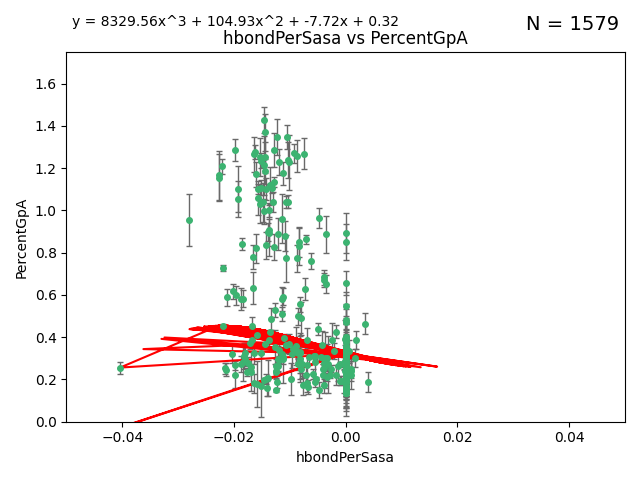 y = 8329.56x^3 + 104.93x^2 + -7.72x + 0.32
N = 1579
hbondPerSasa vs PercentGpA
PercentGpA
1.6
1.4
1.2
1.0
0.8
0.6
0.4
0.2
0.0
−0.04
−0.02
0.00
0.02
0.04
hbondPerSasa